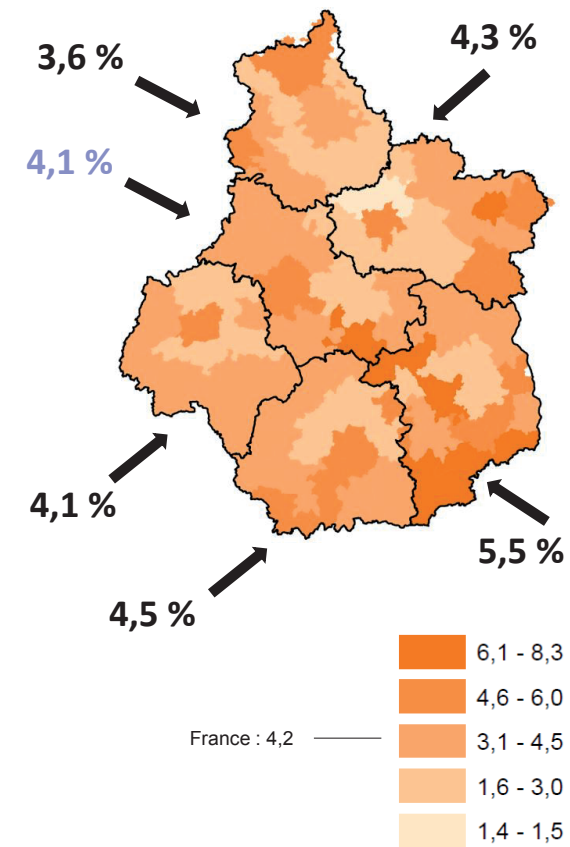 4,3 %
3,6 %
4,1 %
4,1 %
5,5 %
4,5 %
6,1 - 8,3
4,6 - 6,0
France : 4,2
3,1 - 4,5
1,6 - 3,0
1,4 - 1,5